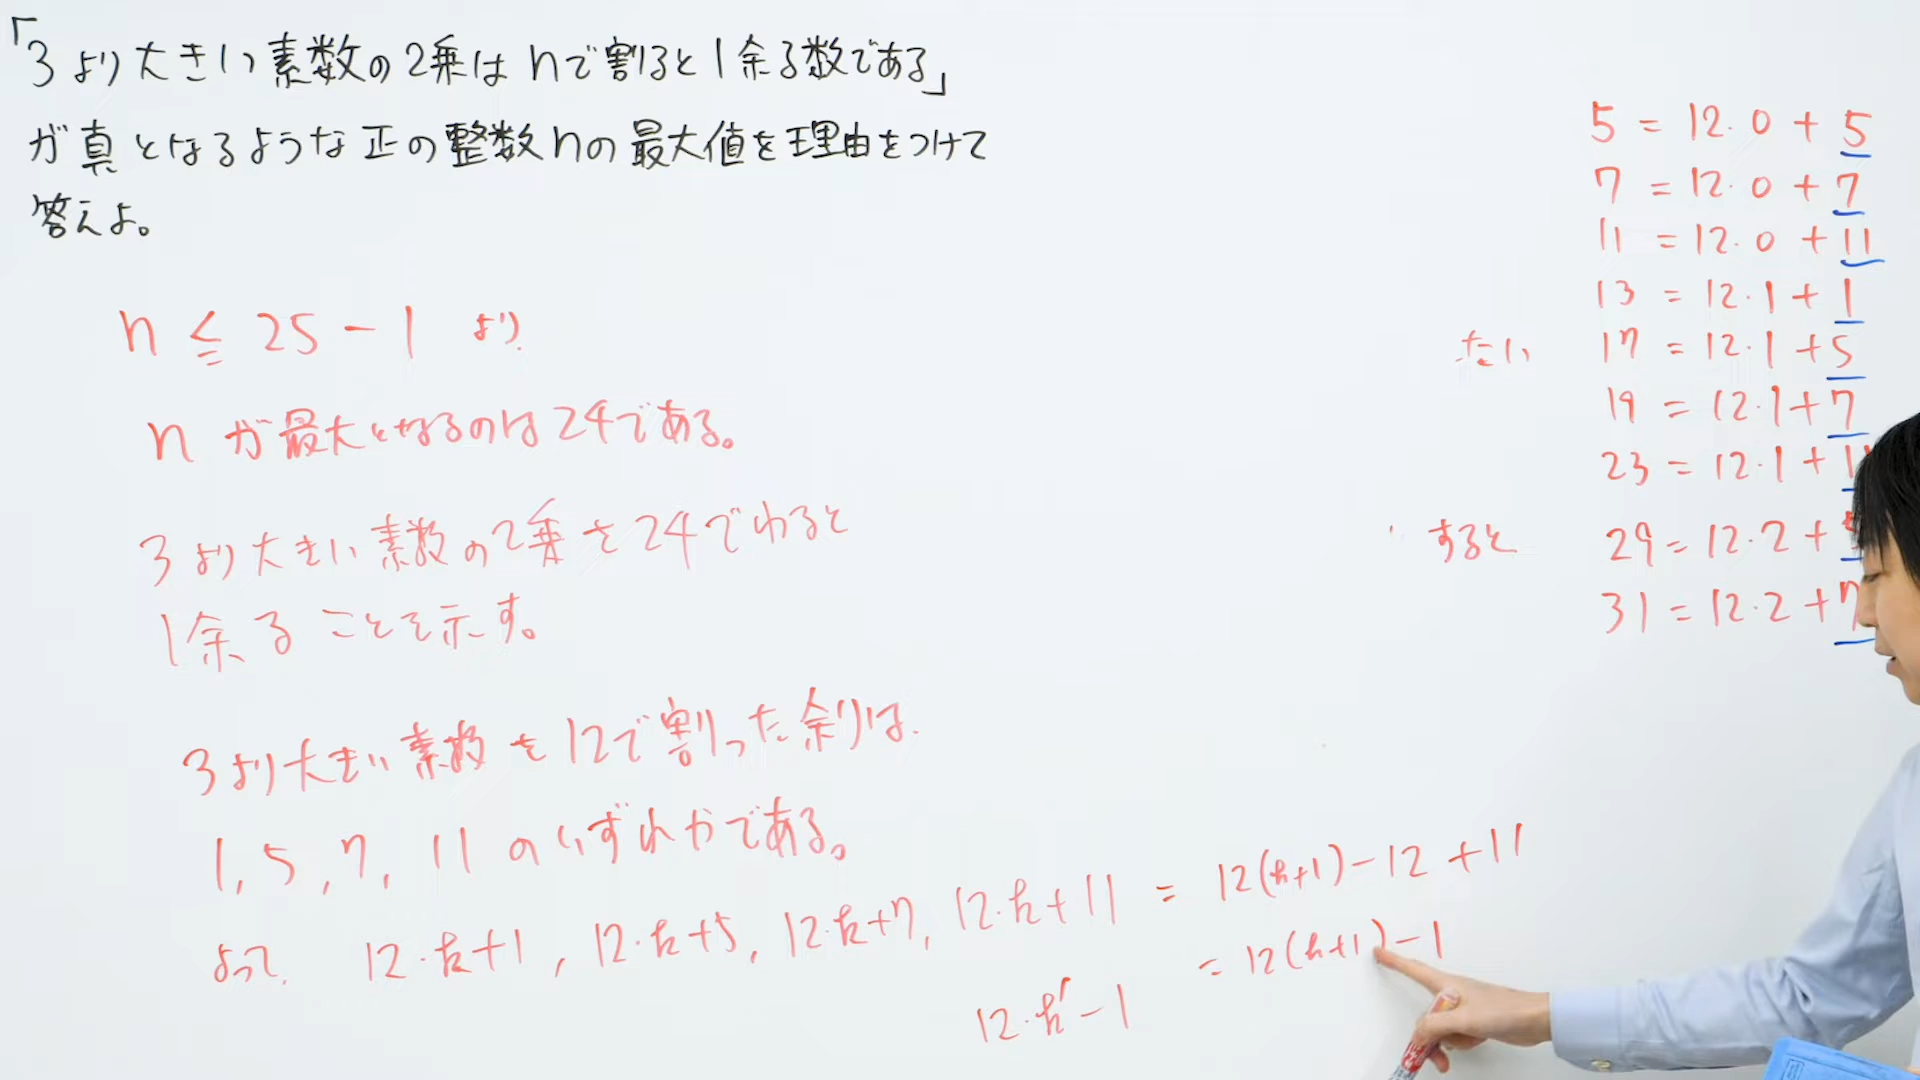 「3より大きい素数の2乗はnで割ると1余る数である」
が真となるような正の整数nの最大値を理由をつけて
答えよ。
n ≦ 25 - 1 より
nが最大となるのは24である。
3より大きい素数の2乗を24でわると
1余ることを示す。
3より大きい素数を12で割った余りは.
1, 5, 7, 11 のいずれかである。
よって. 12·k+1, 12·k+5, 12·k+7, 12·k+11 = 12(k+1)-12+11
= 12(k+1)-1
12·k'-1
5 = 12·0 + 5
7 = 12·0 + 7
11 = 12·0 + 11
13 = 12·1 + 1
たい 17 = 12·1 + 5
19 = 12·1 + 7
23 = 12·1 +
すると 29 = 12·2 +
31 = 12·2 + 7